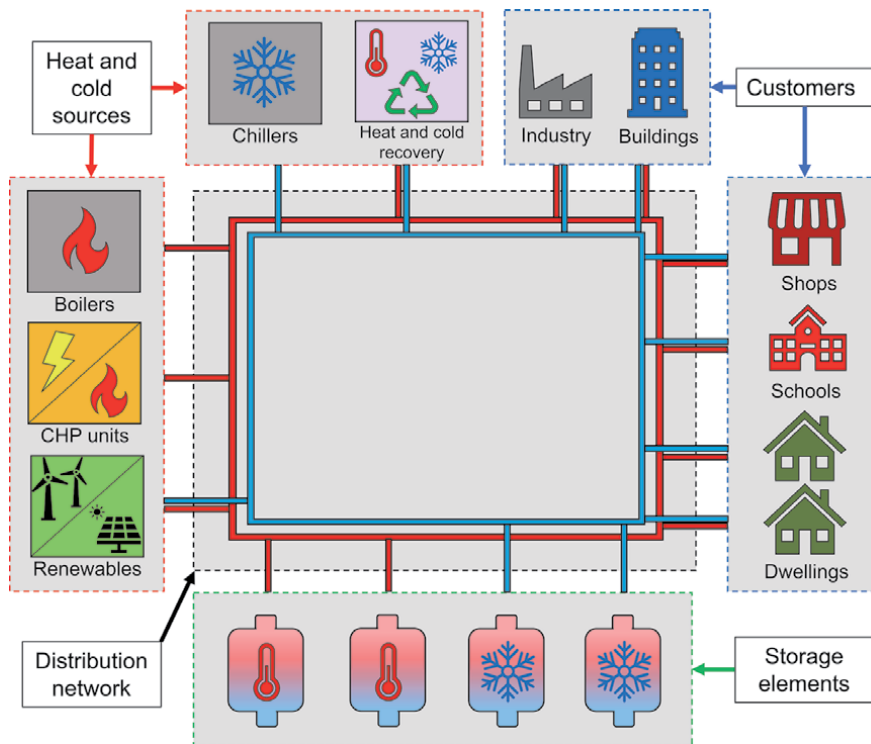 Heat and
cold
sources
Chillers
Heat and cold
recovery
Industry
Buildings
Customers
Boilers
CHP units
Renewables
Shops
Schools
Dwellings
Distribution
network
Storage
elements